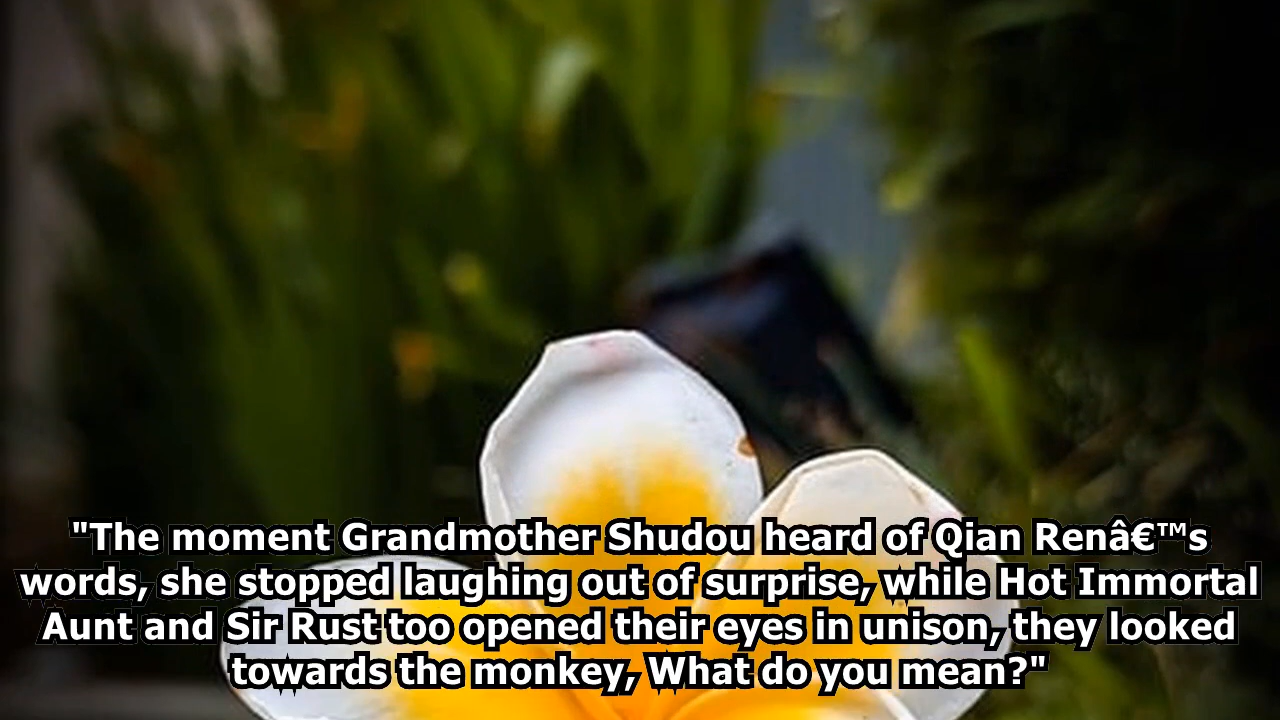 "The moment Grandmother Shudou heard of Qian Renâ€™s
words, she stopped laughing out of surprise, while Hot Immortal
Aunt and Sir Rust too opened their eyes in unison, they looked
towards the monkey, What do you mean?"